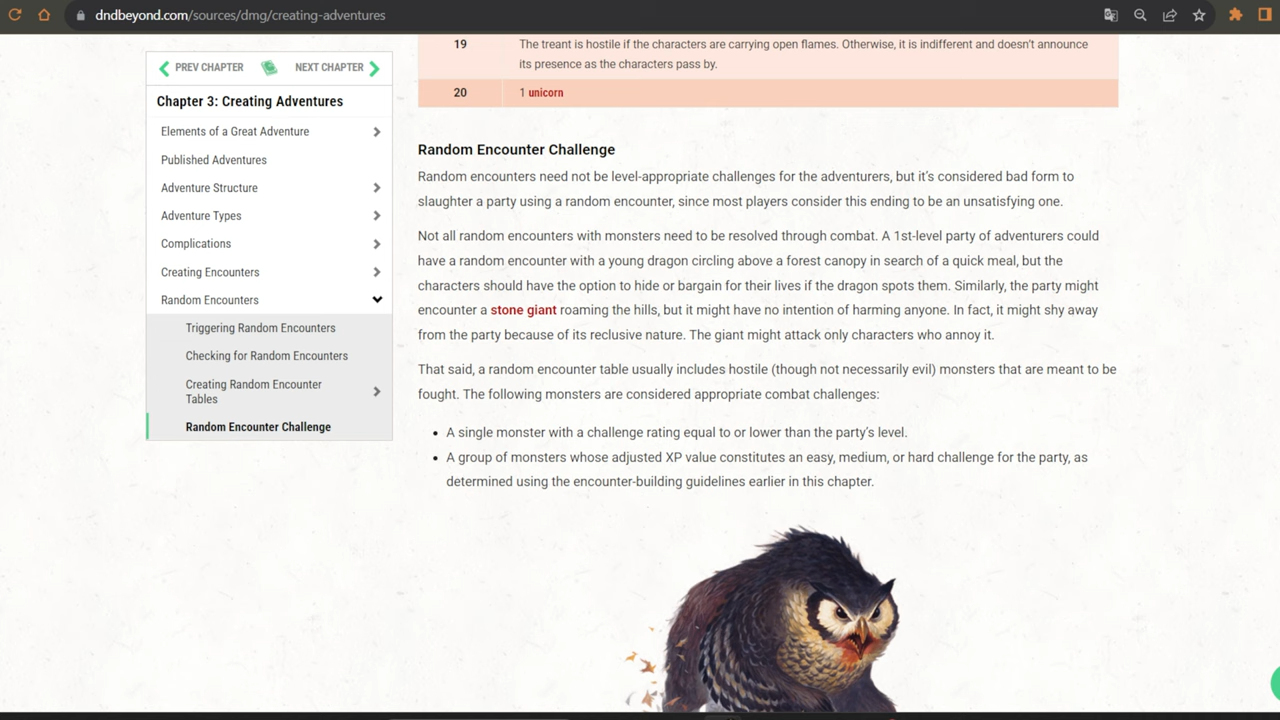 dndbeyond.com/sources/dmg/creating-adventures
PREV CHAPTER
NEXT CHAPTER
Chapter 3: Creating Adventures
Elements of a Great Adventure
Published Adventures
Adventure Structure
Adventure Types
Complications
Creating Encounters
Random Encounters
Triggering Random Encounters
Checking for Random Encounters
Creating Random Encounter
Tables
Random Encounter Challenge
19
The treant is hostile if the characters are carrying open flames. Otherwise, it is indifferent and doesn't announce
its presence as the characters pass by.
20
1 unicorn
Random Encounter Challenge
Random encounters need not be level-appropriate challenges for the adventurers, but it's considered bad form to
slaughter a party using a random encounter, since most players consider this ending to be an unsatisfying one.
Not all random encounters with monsters need to be resolved through combat. A 1st-level party of adventurers could
have a random encounter with a young dragon circling above a forest canopy in search of a quick meal, but the
characters should have the option to hide or bargain for their lives if the dragon spots them. Similarly, the party might
encounter a stone giant roaming the hills, but it might have no intention of harming anyone. In fact, it might shy away
from the party because of its reclusive nature. The giant might attack only characters who annoy it.
That said, a random encounter table usually includes hostile (though not necessarily evil) monsters that are meant to be
fought. The following monsters are considered appropriate combat challenges:
• A single monster with a challenge rating equal to or lower than the party's level.
• A group of monsters whose adjusted XP value constitutes an easy, medium, or hard challenge for the party, as
determined using the encounter-building guidelines earlier in this chapter.